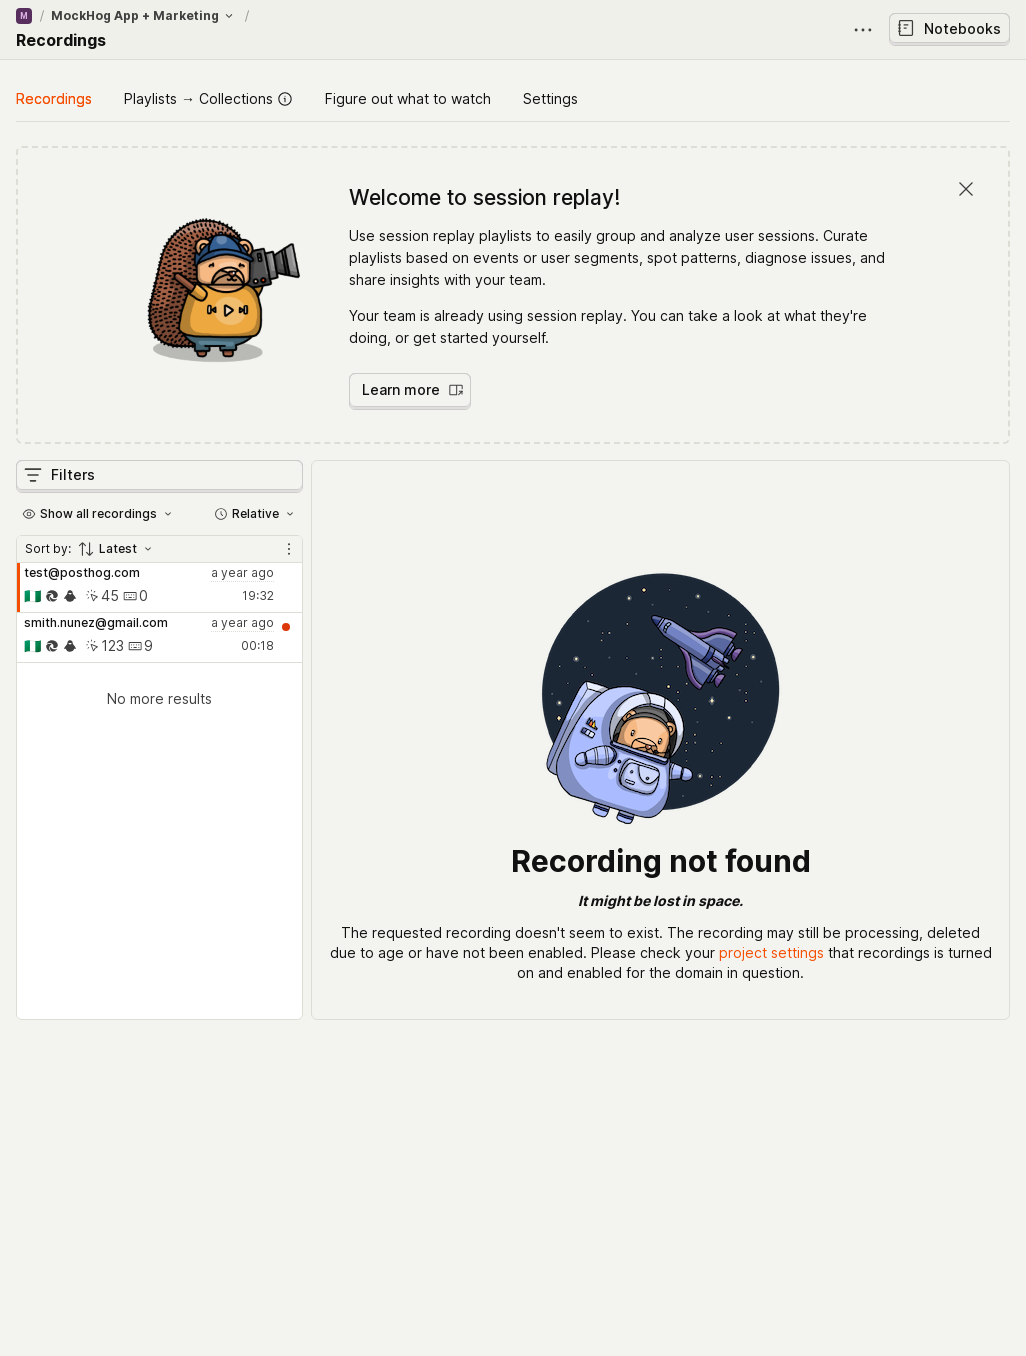 M / MockHog App + Marketing /
Recordings
Notebooks
Recordings
Playlists → Collections
Figure out what to watch
Settings
Welcome to session replay!
Use session replay playlists to easily group and analyze user sessions. Curate
playlists based on events or user segments, spot patterns, diagnose issues, and
share insights with your team.
Your team is already using session replay. You can take a look at what they're
doing, or get started yourself.
Learn more
Filters
Show all recordings
Relative
Sort by: Latest
test@posthog.com a year ago
45 0 19:32
smith.nunez@gmail.com a year ago
123 9 00:18
No more results
Recording not found
It might be lost in space.
The requested recording doesn't seem to exist. The recording may still be processing, deleted
due to age or have not been enabled. Please check your project settings that recordings is turned
on and enabled for the domain in question.